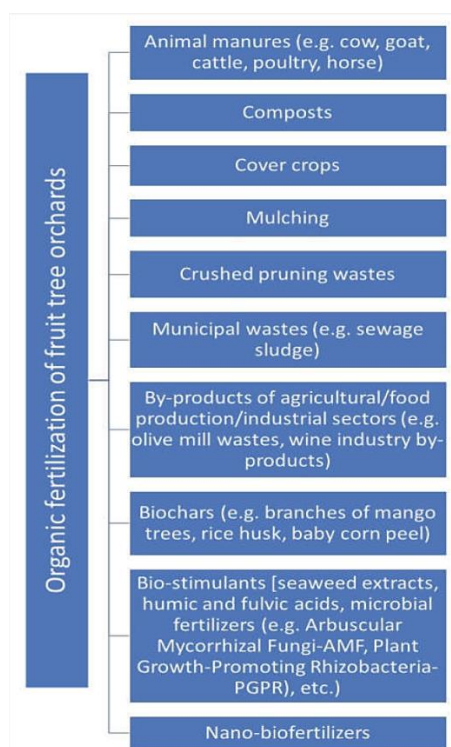 Organic fertilization of fruit tree orchards
Animal manures (e.g. cow, goat,
cattle, poultry, horse)
Composts
Cover crops
Mulching
Crushed pruning wastes
Municipal wastes (e.g. sewage
sludge)
By-products of agricultural/food
production/industrial sectors (e.g.
olive mill wastes, wine industry by-
products)
Biochars (e.g. branches of mango
trees, rice husk, baby corn peel)
Bio-stimulants [seaweed extracts,
humic and fulvic acids, microbial
fertilizers (e.g. Arbuscular
Mycorrhizal Fungi-AMF, Plant
Growth-Promoting Rhizobacteria-
PGPR), etc.)
Nano-biofertilizers